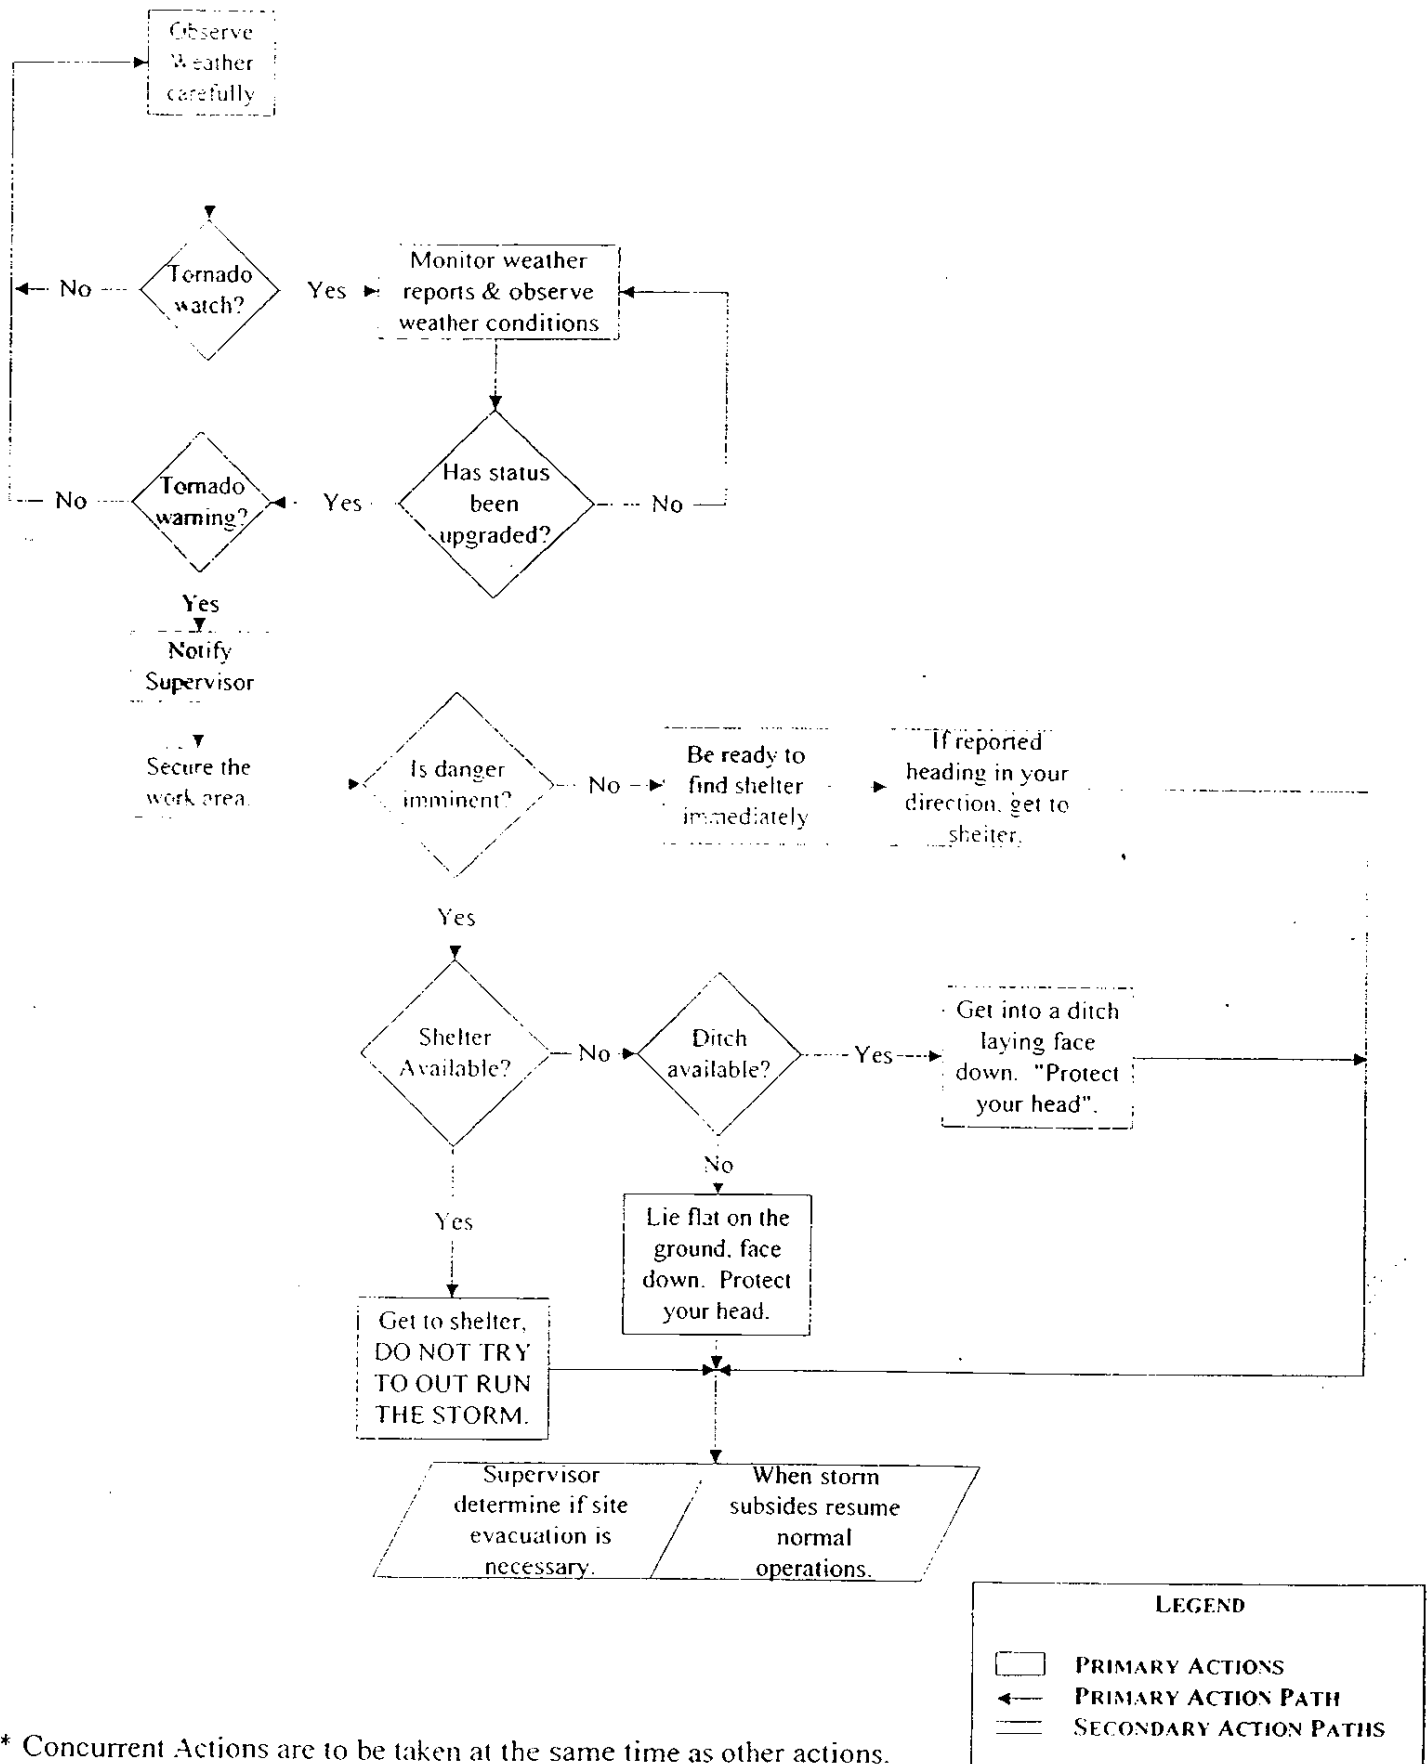 Observe
Weather
carefully
Tornado
watch?
No
Yes
Monitor weather
reports & observe
weather conditions
Has status
been
upgraded?
No
Yes
Tornado
warning?
No
Yes
Notify
Supervisor
Secure the
work area.
Is danger
imminent?
No
Be ready to
find shelter
immediately
If reported
heading in your
direction, get to
shelter.
Yes
Shelter
Available?
No
Ditch
available?
Yes
Get into a ditch
laying face
down. "Protect
your head".
No
Lie flat on the
ground, face
down. Protect
your head.
Yes
Get to shelter,
DO NOT TRY
TO OUT RUN
THE STORM.
Supervisor
determine if site
evacuation is
necessary.
When storm
subsides resume
normal
operations.
LEGEND
PRIMARY ACTIONS
PRIMARY ACTION PATH
SECONDARY ACTION PATHS
* Concurrent Actions are to be taken at the same time as other actions.